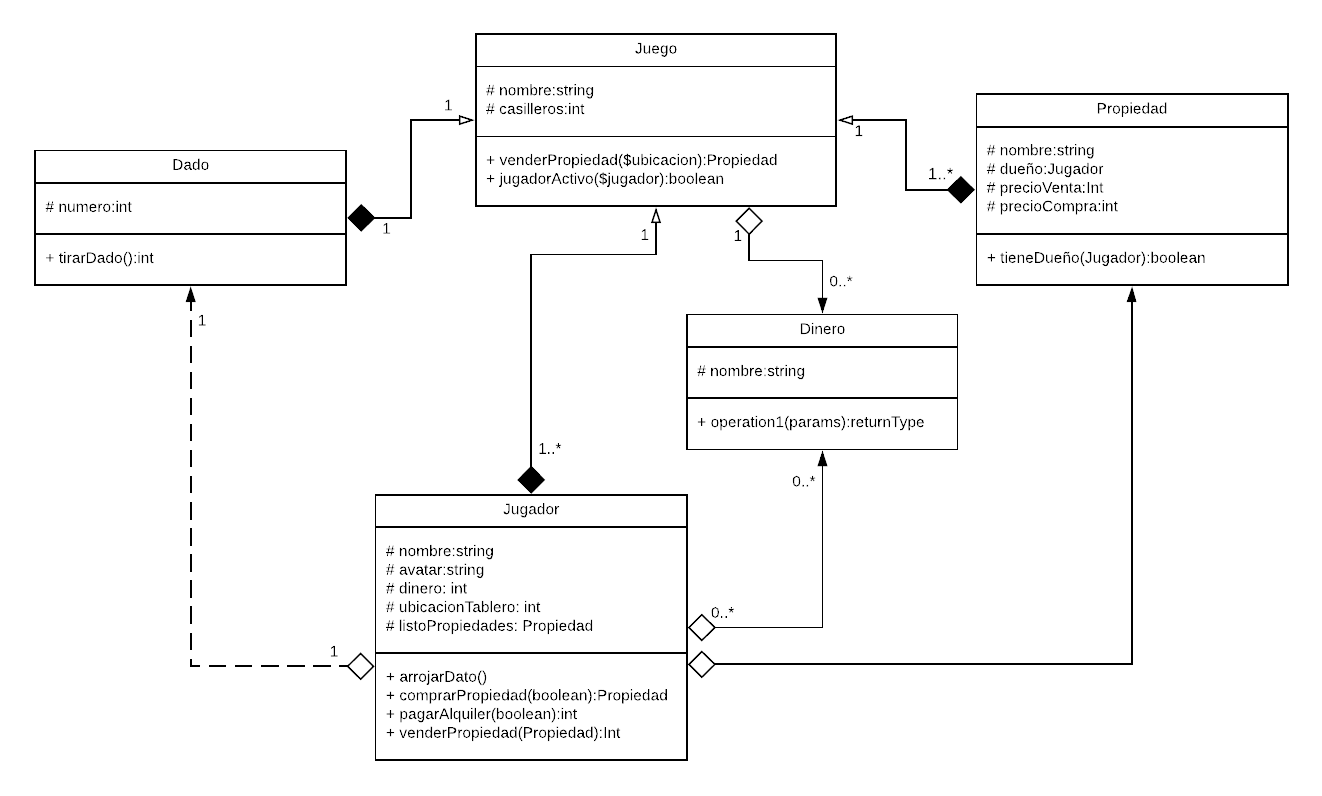 Juego
# nombre:string
# casilleros:int
+ venderPropiedad($ubicacion):Propiedad
+ jugadorActivo($jugador):boolean
1
1
1
1
Propiedad
# nombre:string
# dueño:Jugador
# precioVenta:Int
# precioCompra:int
+ tieneDueño(Jugador):boolean
1..*
Dado
# numero:int
+ tirarDado():int
1
1
0..*
Dinero
# nombre:string
+ operation1(params):returnType
0..*
1..*
Jugador
# nombre:string
# avatar:string
# dinero: int
# ubicacionTablero: int
# listoPropiedades: Propiedad
+ arrojarDato()
+ comprarPropiedad(boolean):Propiedad
+ pagarAlquiler(boolean):int
+ venderPropiedad(Propiedad):Int
0..*
1